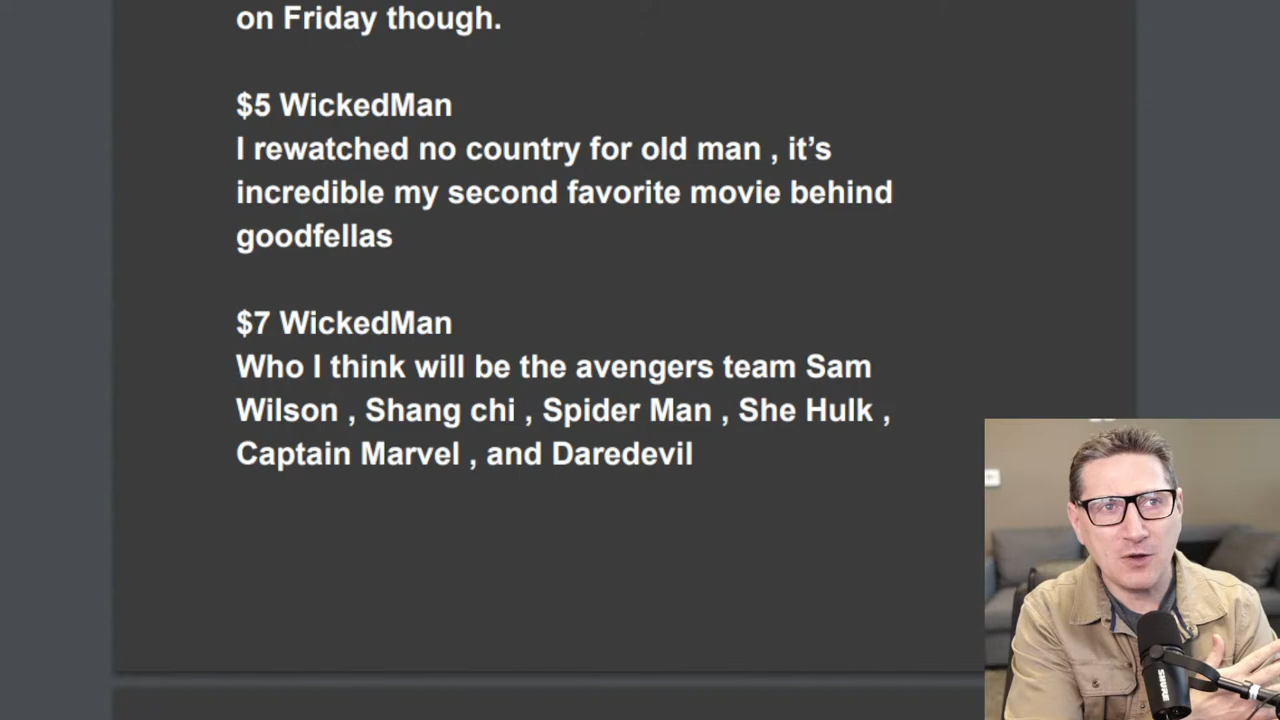 on Friday though.
$5 WickedMan
I rewatched no country for old man , it’s
incredible my second favorite movie behind
goodfellas
$7 WickedMan
Who I think will be the avengers team Sam
Wilson , Shang chi , Spider Man , She Hulk ,
Captain Marvel , and Daredevil
SHURE